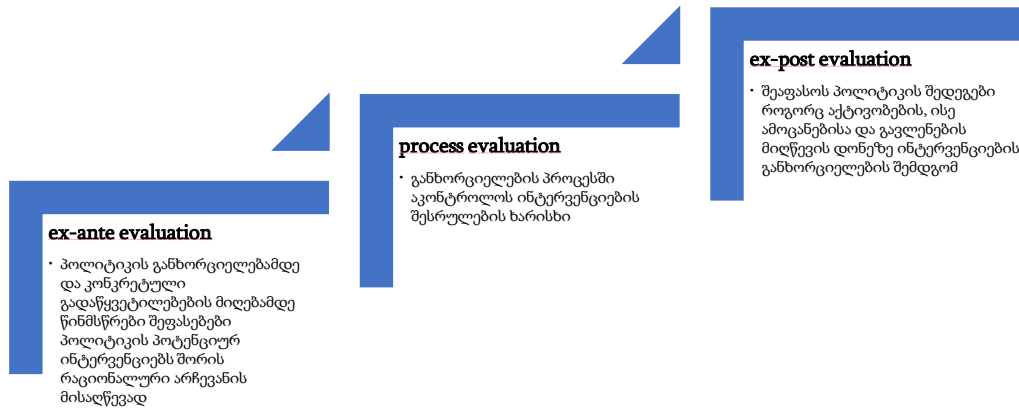 ex-ante evaluation
• პოლიტიკის განხორციელებამდე
და კონკრეტული
გადაწყვეტილებების მიღებამდე
წინმსწრები შეფასებები
პოლიტიკის პოტენციურ
ინტერვენციებს შორის
რაციონალური არჩევანის
მისაღწევად
process evaluation
• განხორციელების პროცესში
აკონტროლოს ინტერვენციების
შესრულების ხარისხი
ex-post evaluation
• შეაფასოს პოლიტიკის შედეგები
როგორც აქტივობების, ისე
ამოცანებისა და გავლენების
მიღწევის დონეზე ინტერვენციების
განხორციელების შემდგომ